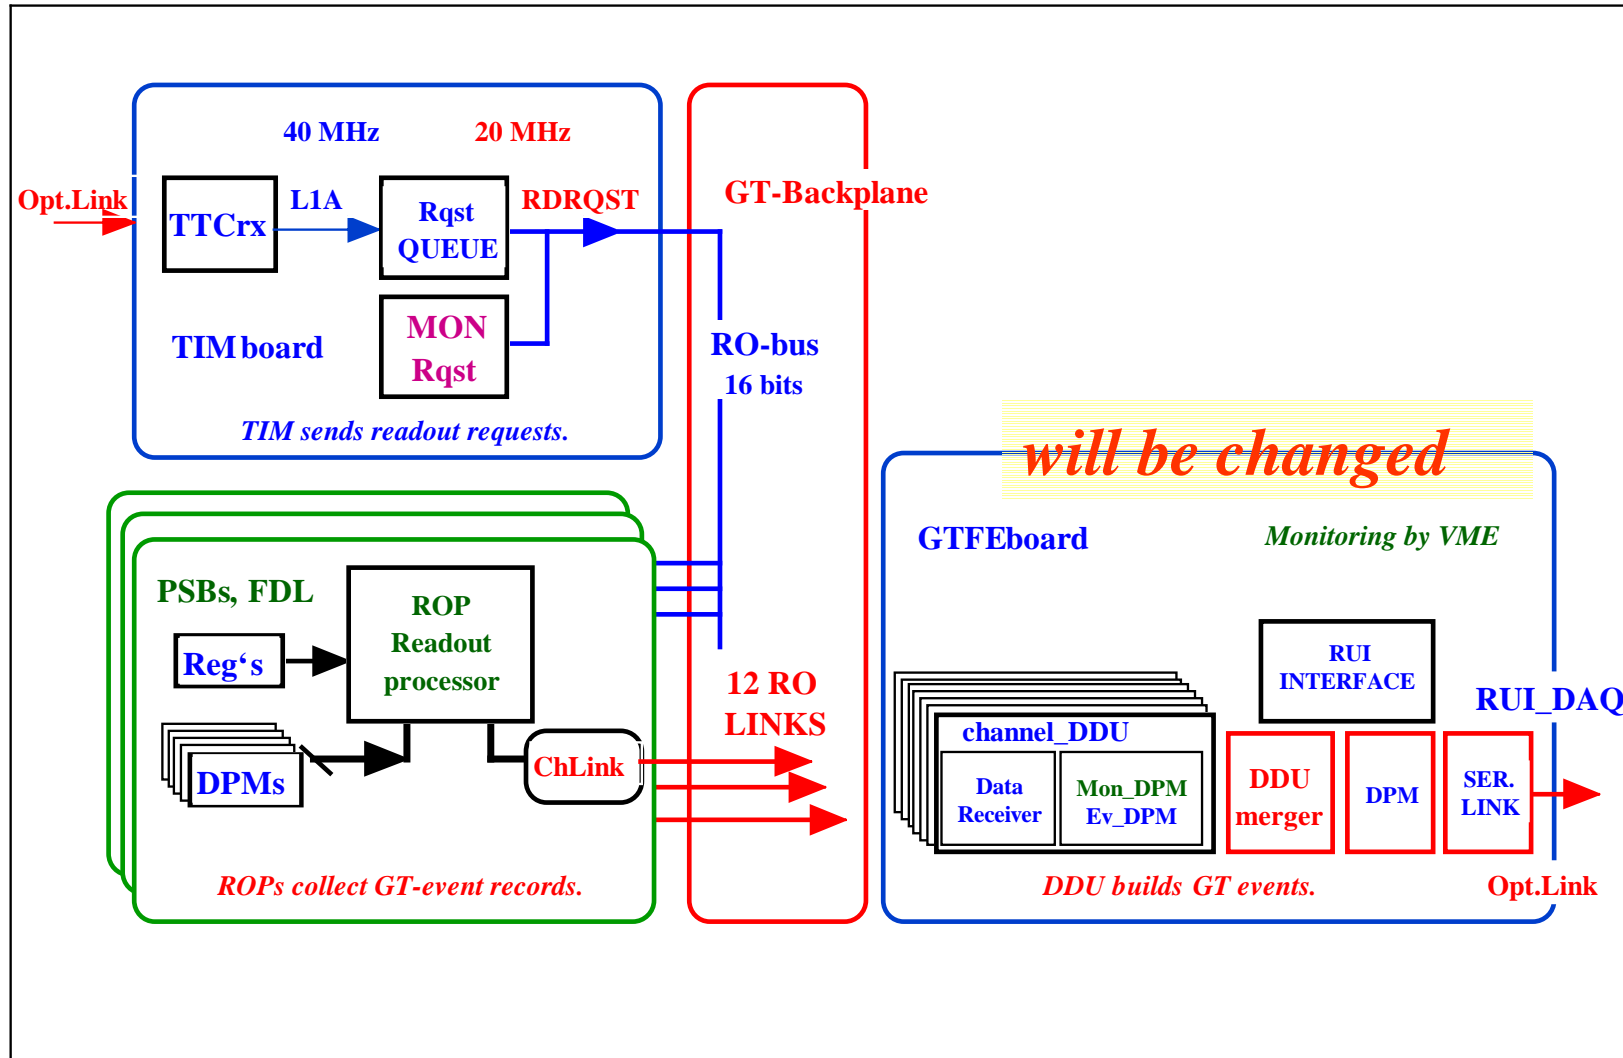 40 MHz
20 MHz
Opt.Link
TTCrx
L1A
Rqst
QUEUE
RDRQST
MON
Rqst
TIM board
TIM sends readout requests.
GT-Backplane
RO-bus
16 bits
PSBs, FDL
ROP
Readout
processor
Reg‘s
DPMs
ChLink
ROPs collect GT-event records.
12 RO
LINKS
will be changed
GTFEboard
Monitoring by VME
RUI
INTERFACE
RUI_DAQ
channel_DDU
Data
Receiver
Mon_DPM
Ev_DPM
DDU
merger
DPM
SER.
LINK
DDU builds GT events.
Opt.Link